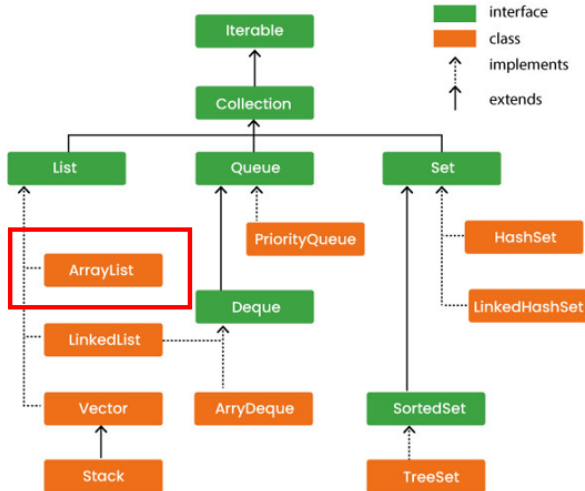 interface
Iterable
class
implements
Collection
extends
List
Queue
Set
PriorityQueue
HashSet
ArrayList
Deque
LinkedHashSet
LinkedList
Vector
ArryDeque
SortedSet
Stack
TreeSet